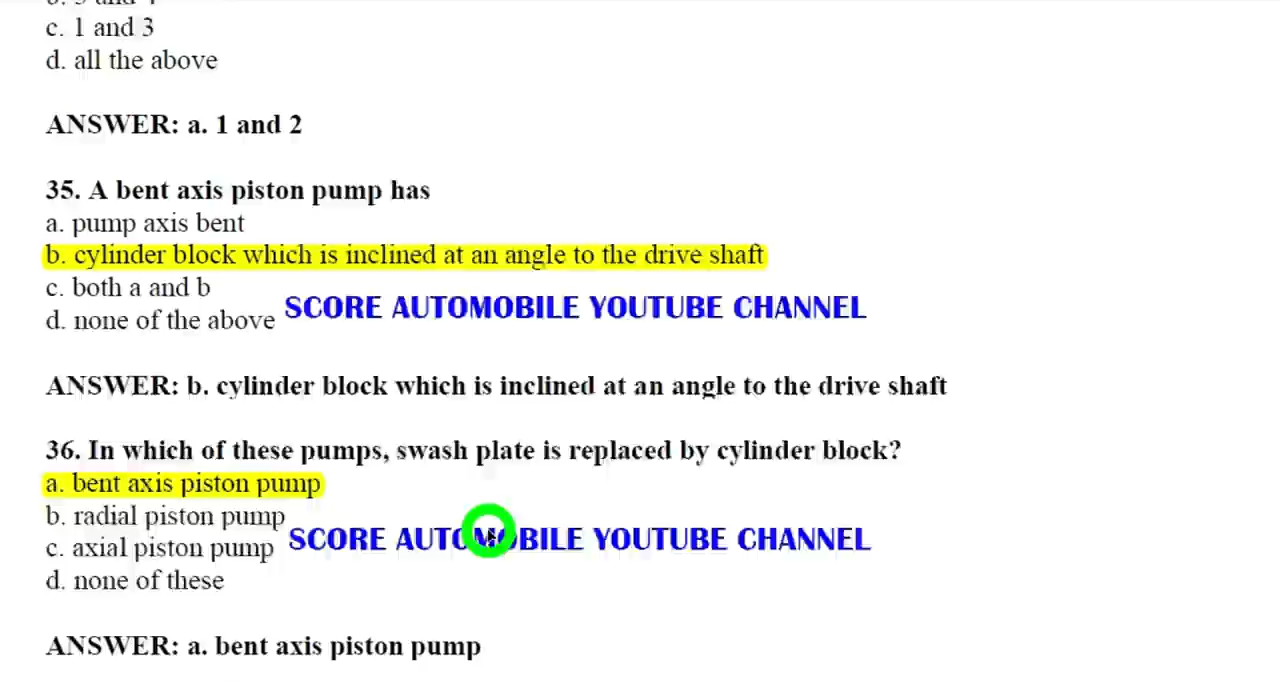 c. 1 and 3
d. all the above
ANSWER: a. 1 and 2
35. A bent axis piston pump has
a. pump axis bent
b. cylinder block which is inclined at an angle to the drive shaft
c. both a and b
SCORE AUTOMOBILE YOUTUBE CHANNEL
d. none of the above
ANSWER: b. cylinder block which is inclined at an angle to the drive shaft
36. In which of these pumps, swash plate is replaced by cylinder block?
a. bent axis piston pump
b. radial piston pump
SCORE AUTOMOBILE YOUTUBE CHANNEL
c. axial piston pump
d. none of these
ANSWER: a. bent axis piston pump